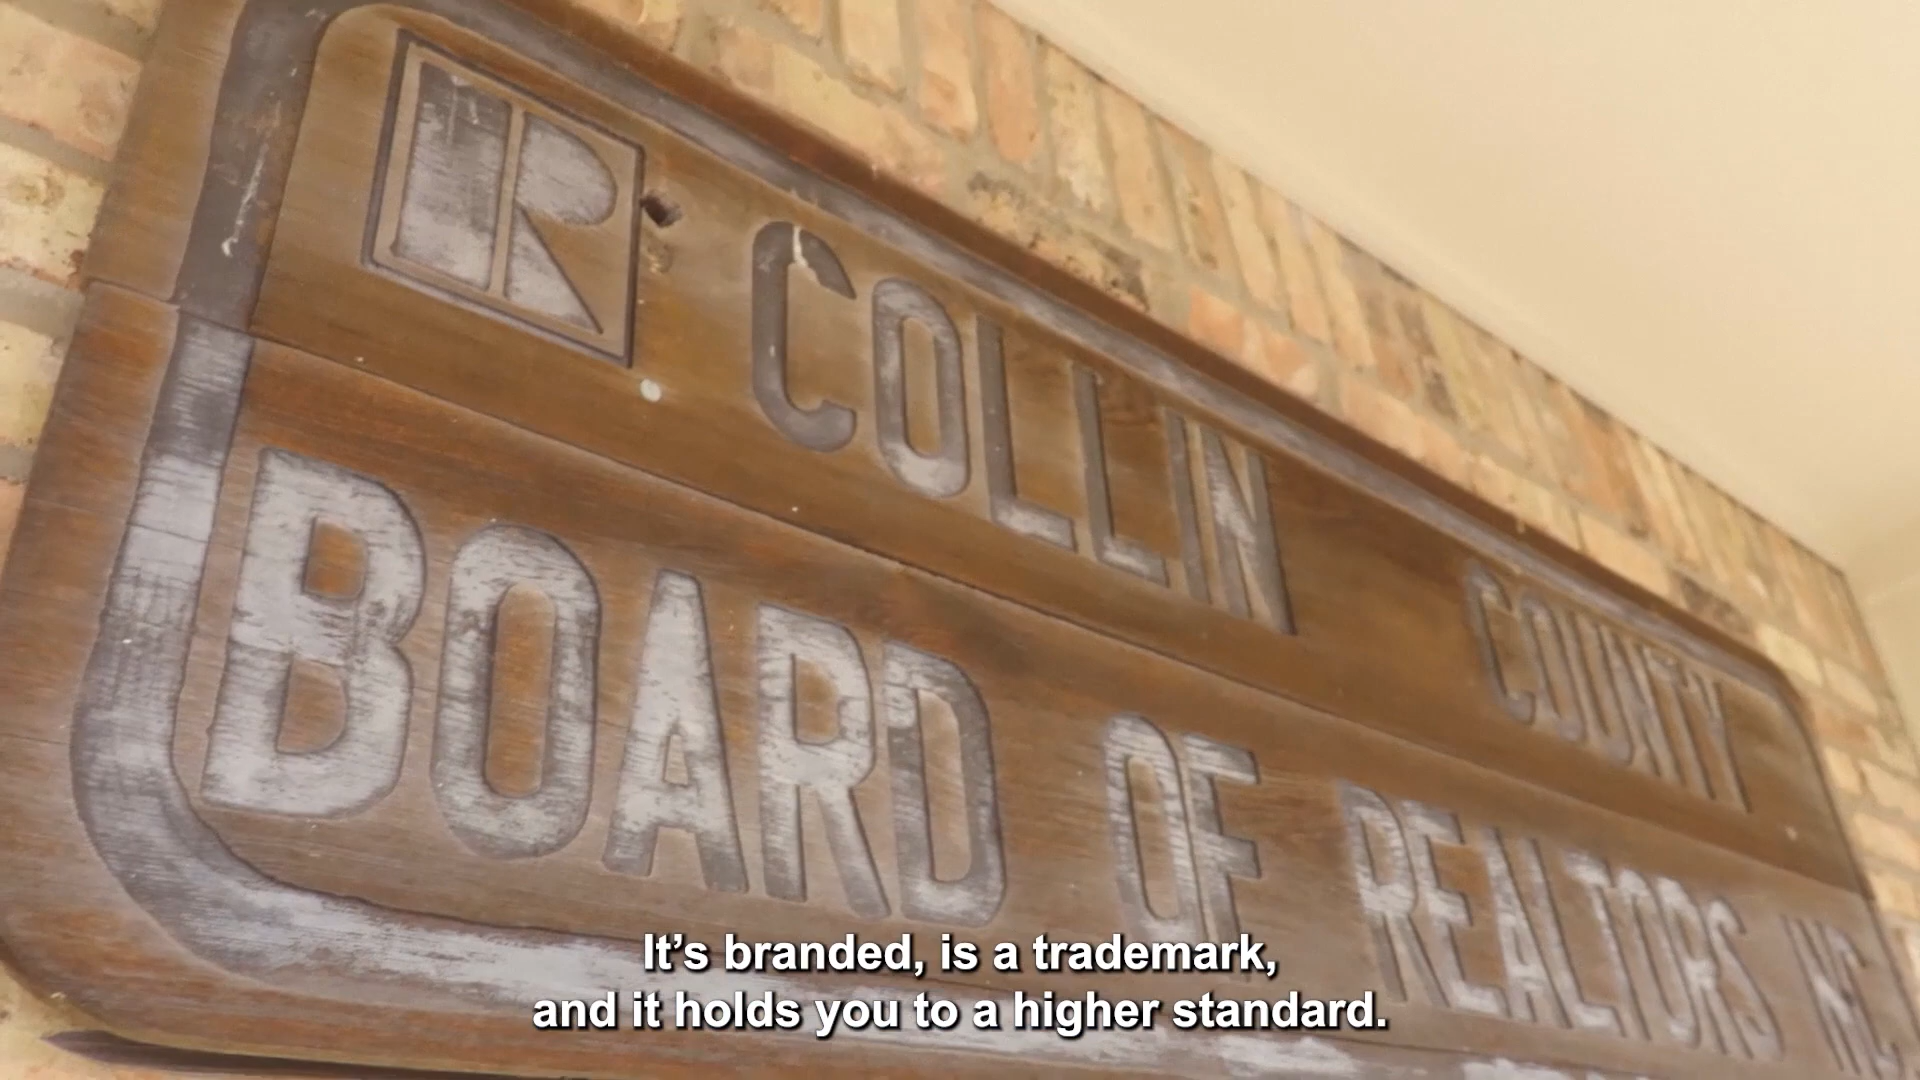 R
COLLIN COUNTY
BOARD OF REALTORS INC.
It’s branded, is a trademark,
and it holds you to a higher standard.